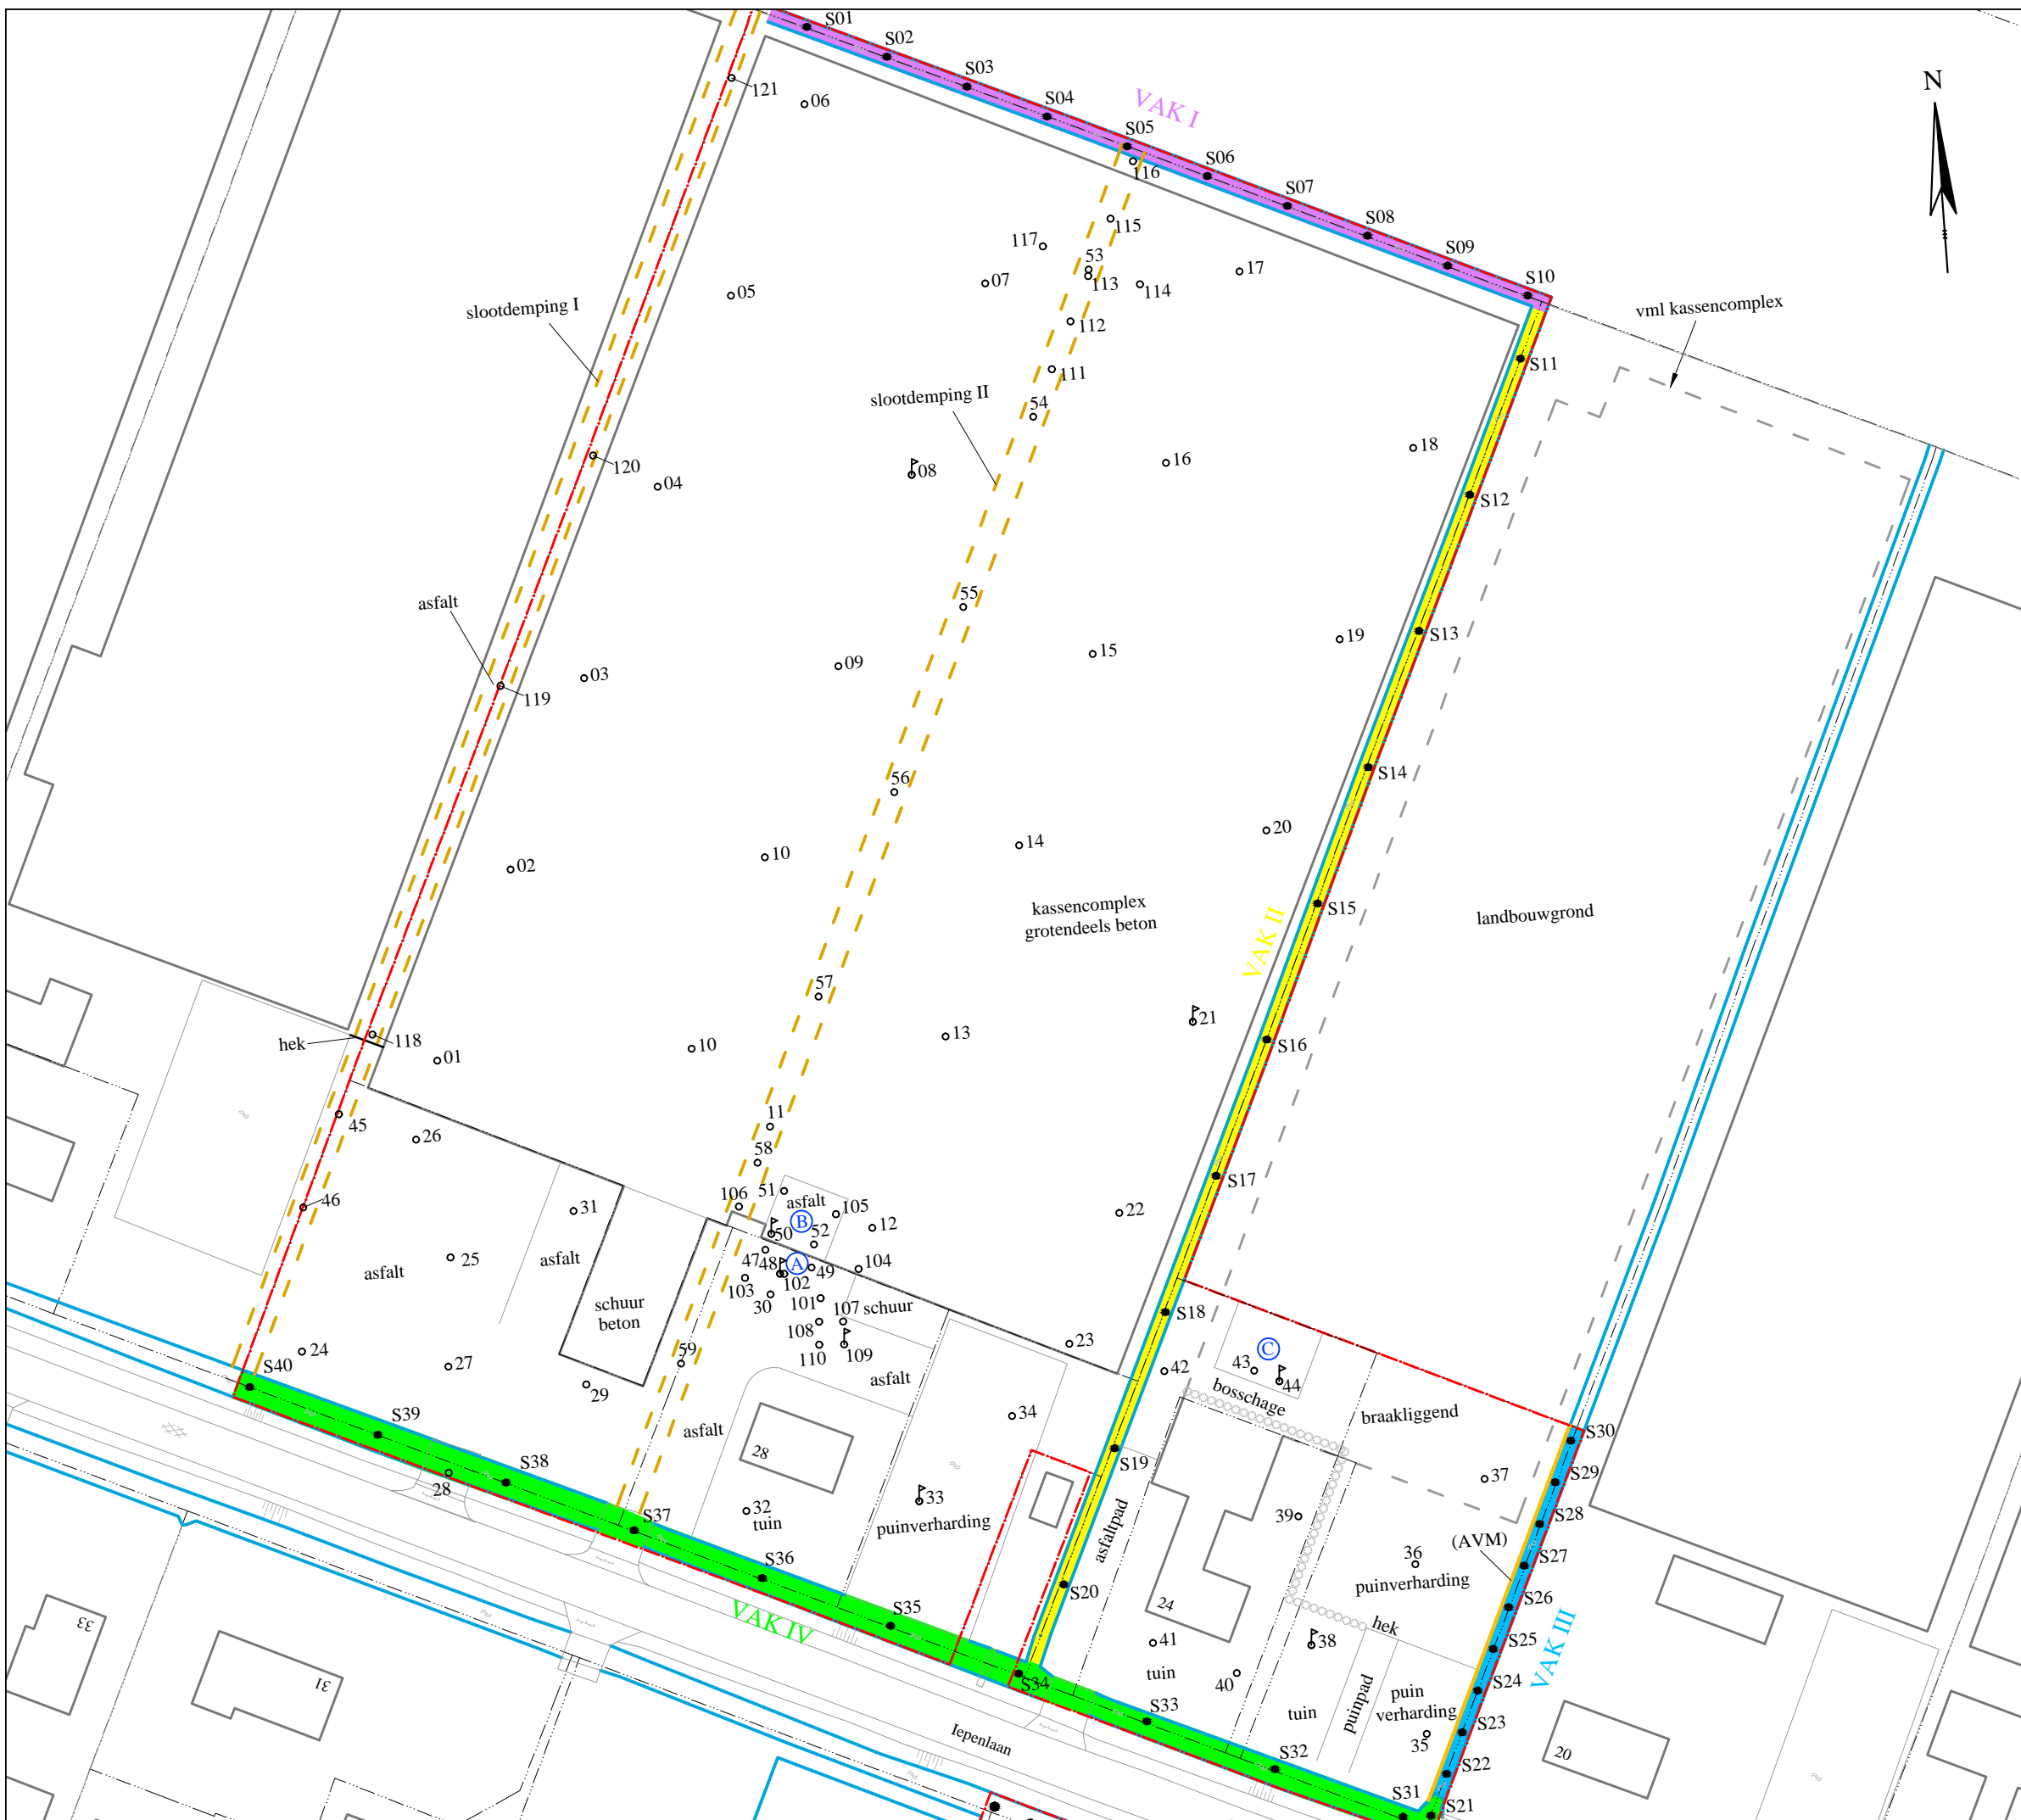 S01
S02
S03
S04
S05
S06
S07
S08
S09
S10
VAK I
N
121
06
116
115
117
53
113
114
07
17
112
111
54
05
slootdemping I
slootdemping II
vml kassencomplex
S11
18
16
08
120
04
S12
55
asfalt
119
03
09
15
19
S13
56
S14
02
10
14
20
kassencomplex
grotendeels beton
VAK II
S15
landbouwgrond
57
hek
118
01
10
13
21
S16
45
26
11
58
S17
46
31
106
51
asfalt
105
B
50
52
12
22
25
asfalt
asfalt
47
48
A
49
104
103
102
30
101
107
schuur
108
110
109
schuur
beton
S18
23
42
C
43
44
bosschage
braakliggend
24
S40
27
59
29
asfalt
asfalt
34
S39
S38
28
28
S19
S30
37
S29
S37
32
tuin
33
puinverharding
asfaltpad
39
S28
(AVM)
36
puinverharding
S27
S36
S20
24
S26
VAK IV
S35
hek
38
41
tuin
40
S25
VAK III
33
31
S34
S24
puinpad
puin
verharding
tuin
S33
35
S23
Iepenlaan
S32
20
S22
S31
S21